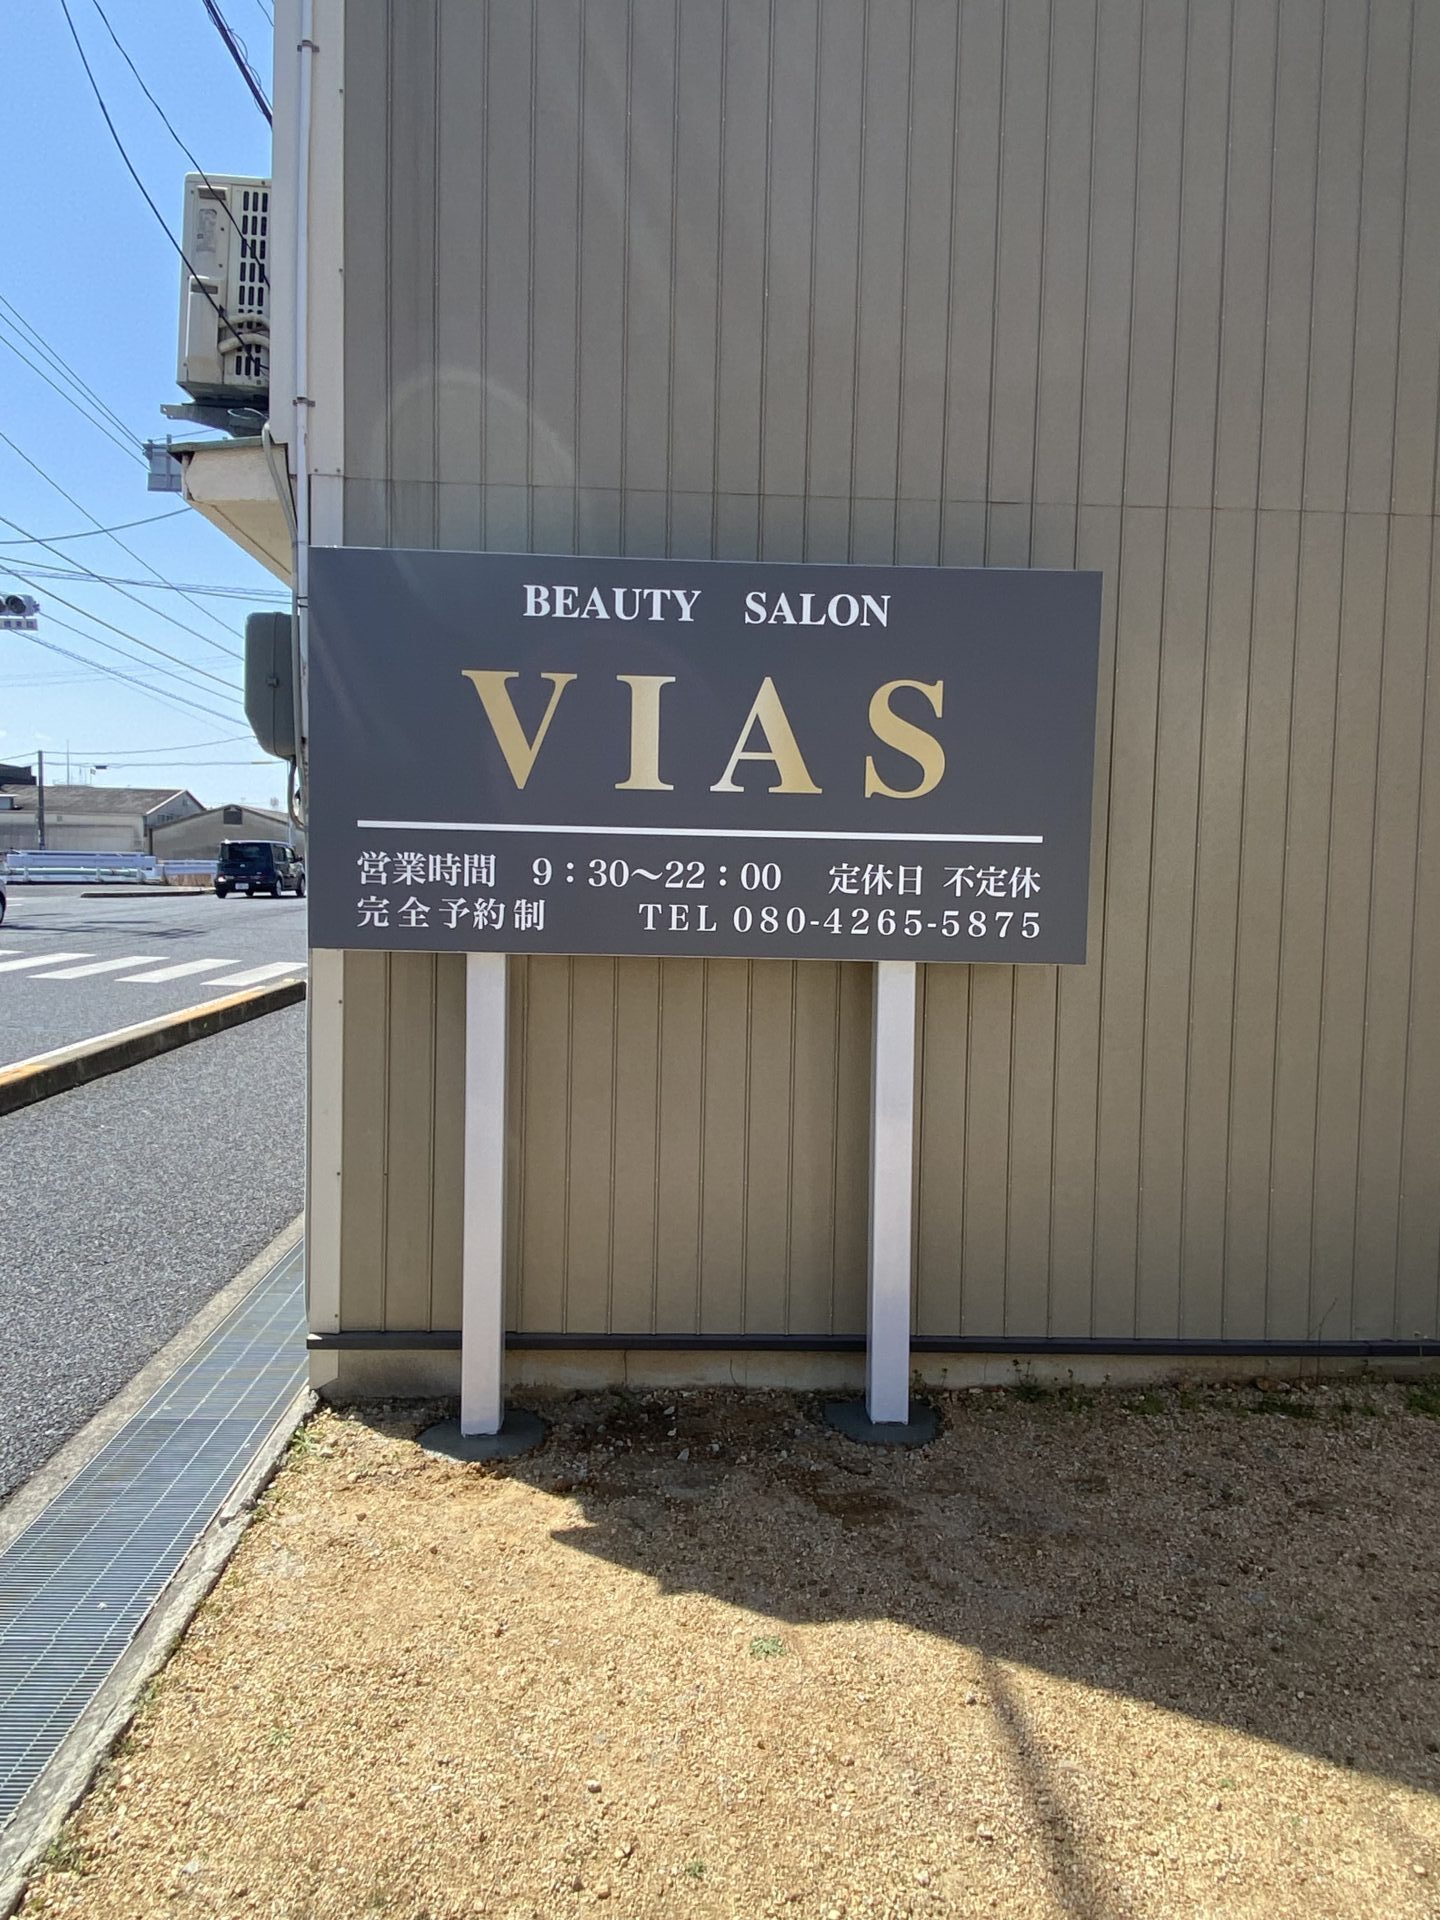 BEAUTY SALON
VIAS
営業時間 9：30〜22：00 定休日 不定休
完全予約制 TEL 080-4265-5875